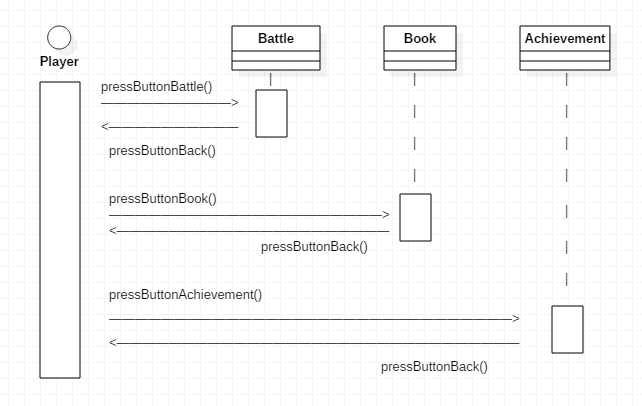 Player
Battle
Book
Achievement
pressButtonBattle()
pressButtonBack()
pressButtonBook()
pressButtonBack()
pressButtonAchievement()
pressButtonBack()